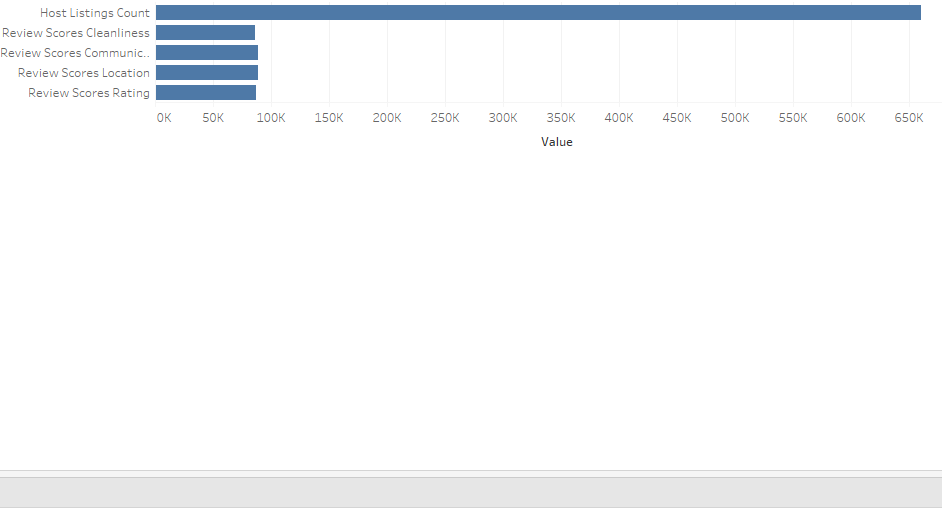 Host Listings Count
Review Scores Cleanliness
Review Scores Communic..
Review Scores Location
Review Scores Rating
0K 50K 100K 150K 200K 250K 300K 350K 400K 450K 500K 550K 600K 650K
Value